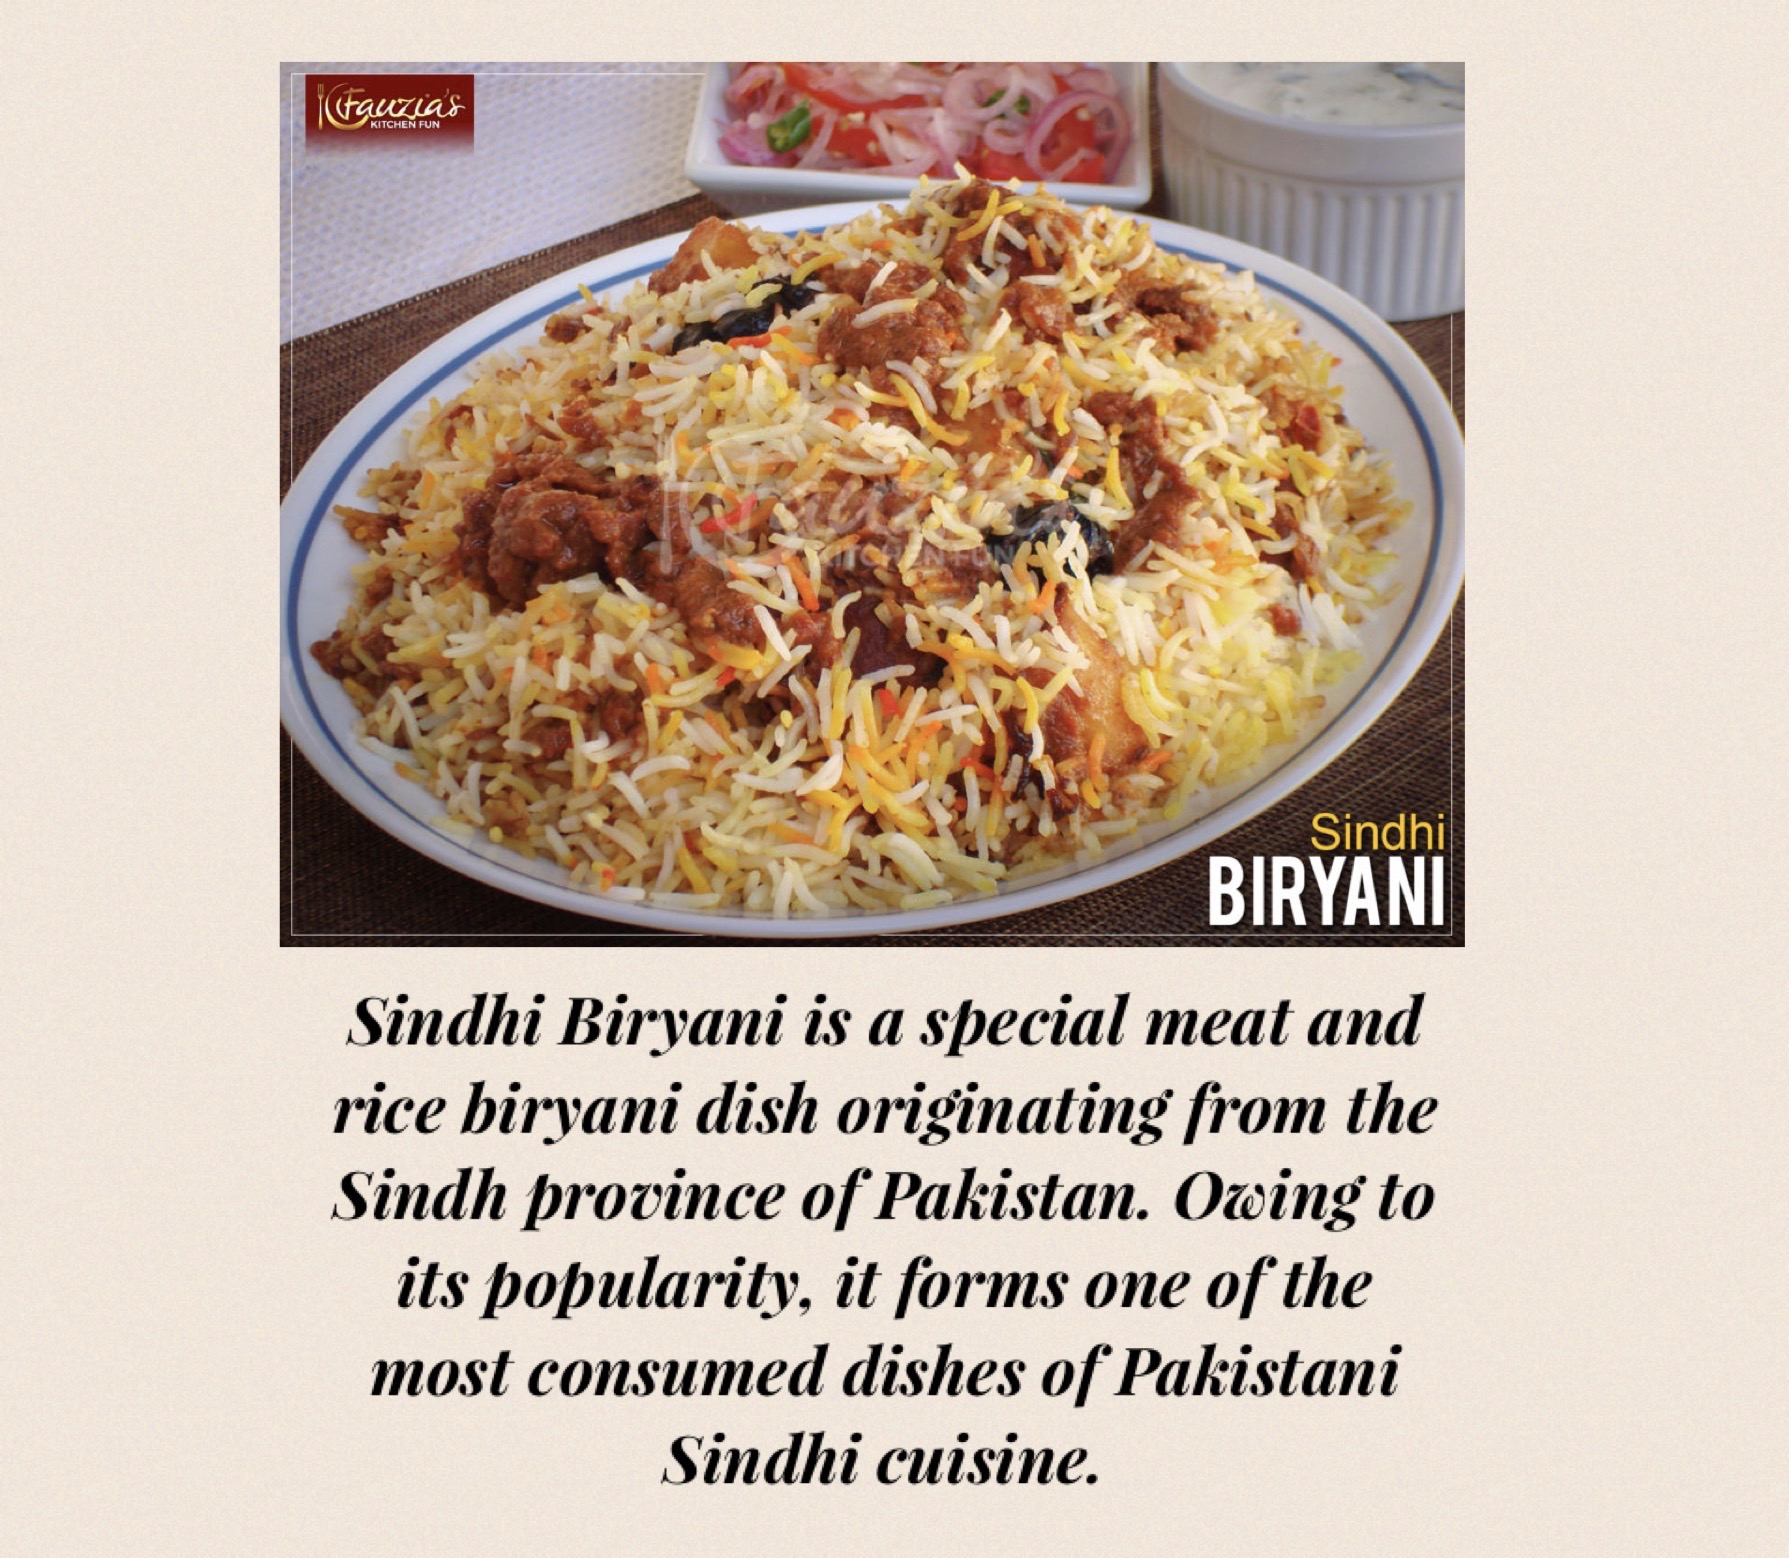 Fauzia's
KITCHEN FUN
Fauzia's
KITCHEN FUN
Sindhi
BIRYANI
Sindhi Biryani is a special meat and
rice biryani dish originating from the
Sindh province of Pakistan. Owing to
its popularity, it forms one of the
most consumed dishes of Pakistani
Sindhi cuisine.